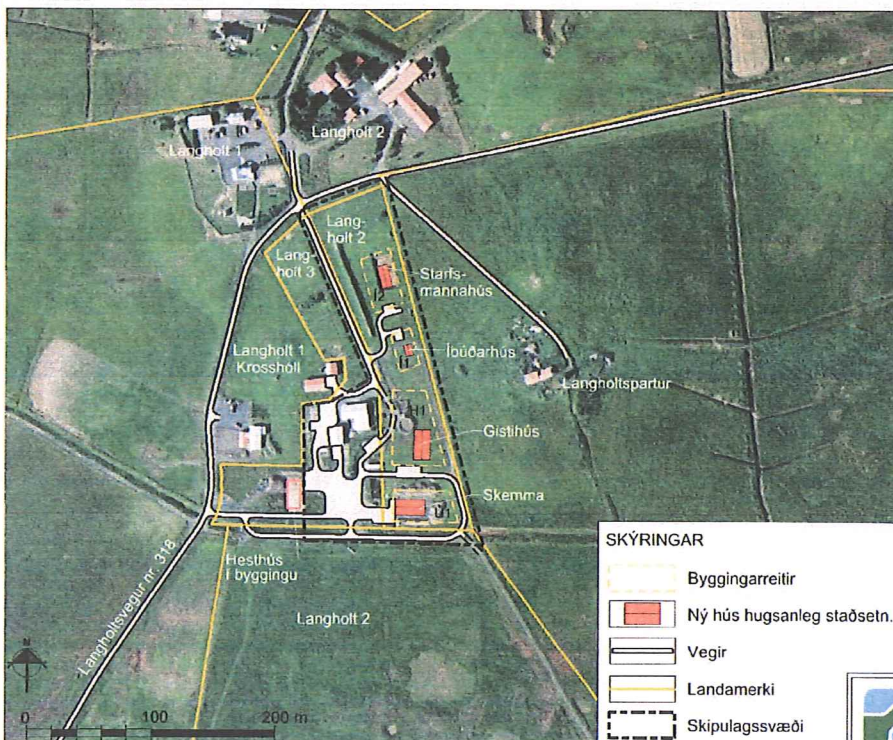 Langholt 2
Langholt 1
Lang-
holt 2
Lang-
holt 3
Starfs-
mannahús
Langholt 1
Krosshóll
Íbúðarhús
Langholtspartur
H1
Gistihús
Skemma
Hesthús
í byggingu
Langholt 2
Langholtsvegur nr. 318
N
0 100 200 m
SKÝRINGAR
Byggingarreitir
Ný hús hugsanleg staðsetn.
Vegir
Landamerki
Skipulagssvæði